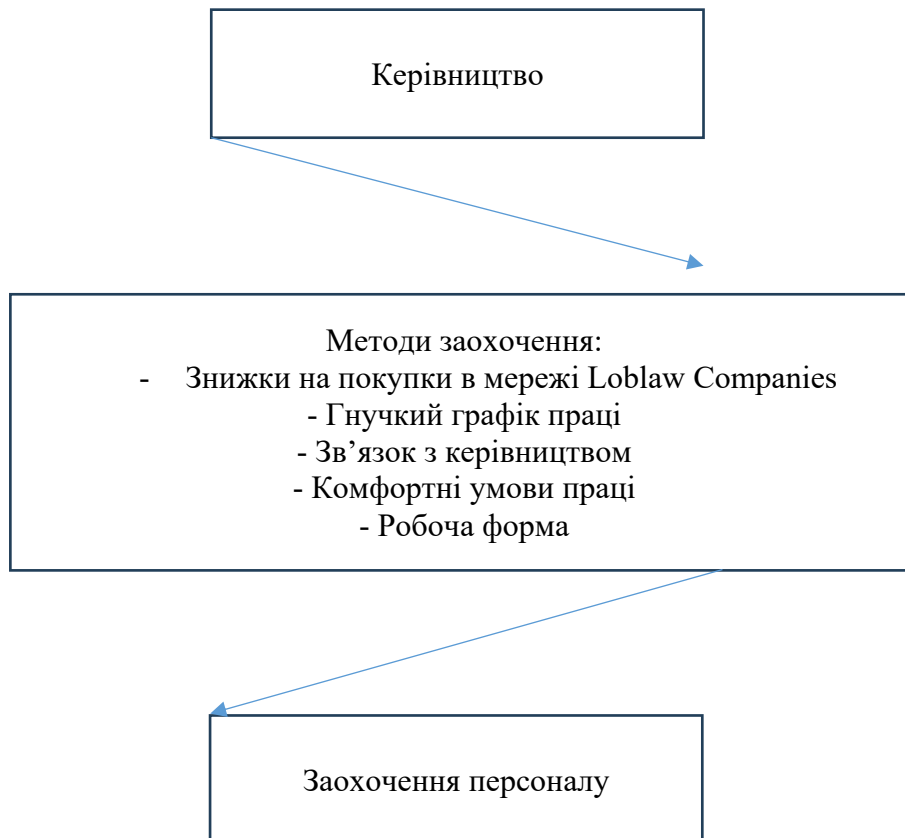 Керівництво
Методи заохочення:
- Знижки на покупки в мережі Loblaw Companies
- Гнучкий графік праці
- Зв’язок з керівництвом
- Комфортні умови праці
- Робоча форма
Заохочення персоналу